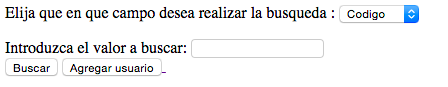 Elija que en que campo desea realizar la busqueda : Codigo
Introduzca el valor a buscar:
Buscar Agregar usuario